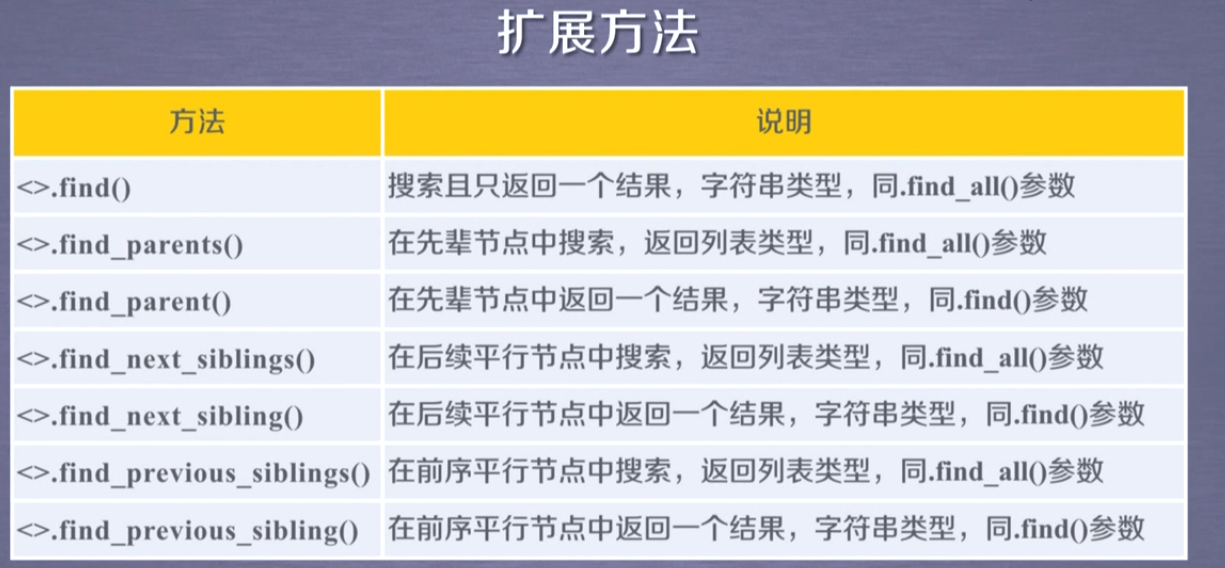 扩展方法
方法 说明
<>.find() 搜索且只返回一个结果，字符串类型，同.find_all()参数
<>.find_parents() 在先辈节点中搜索，返回列表类型，同.find_all()参数
<>.find_parent() 在先辈节点中返回一个结果，字符串类型，同.find()参数
<>.find_next_siblings() 在后续平行节点中搜索，返回列表类型，同.find_all()参数
<>.find_next_sibling() 在后续平行节点中返回一个结果，字符串类型，同.find()参数
<>.find_previous_siblings() 在前序平行节点中搜索，返回列表类型，同.find_all()参数
<>.find_previous_sibling() 在前序平行节点中返回一个结果，字符串类型，同.find()参数